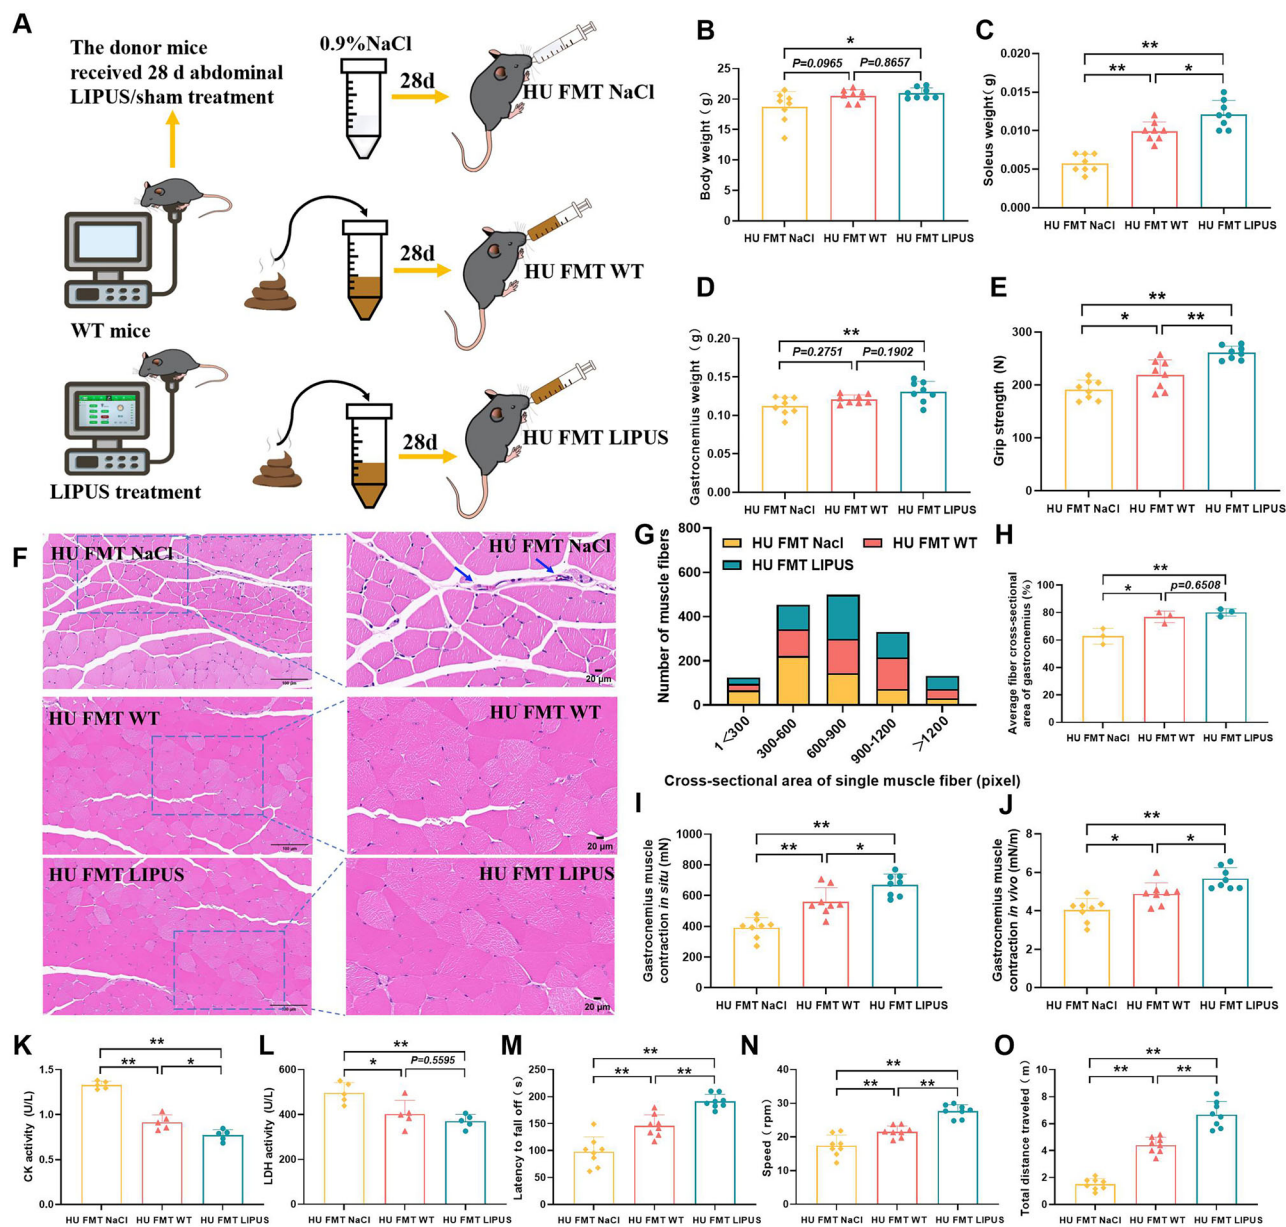 A
The donor mice
received 28 d abdominal
LIPUS/sham treatment
0.9%NaCl
28d
HU FMT NaCl
28d
HU FMT WT
WT mice
28d
HU FMT LIPUS
LIPUS treatment
B
*
P=0.0965
P=0.8657
Body weight ( g)
25
20
15
10
5
0
HU FMT NaCl
HU FMT WT
HU FMT LIPUS
C
**
**
*
Soleus weight( g)
0.020
0.015
0.010
0.005
0.000
HU FMT NaCl
HU FMT WT
HU FMT LIPUS
D
**
P=0.2751
P=0.1902
Gastrocnemius weight ( g)
0.20
0.15
0.10
0.05
0.00
HU FMT NaCl
HU FMT WT
HU FMT LIPUS
E
**
*
**
Grip strength (N)
300
200
100
0
HU FMT NaCl
HU FMT WT
HU FMT LIPUS
F
HU FMT NaCl
100 μm
HU FMT NaCl
20 μm
HU FMT WT
100 μm
HU FMT WT
20 μm
HU FMT LIPUS
100 μm
HU FMT LIPUS
20 μm
G
HU FMT Nacl
HU FMT WT
HU FMT LIPUS
Number of muscle fibers
800
600
400
200
0
1<300
300-600
600-900
900-1200
>1200
Cross-sectional area of single muscle fiber (pixel)
H
**
*
p=0.6508
Average fiber cross-sectional
area of gastrocnemius (%)
100
80
60
40
20
0
HU FMT NaCl
HU FMT WT
HU FMT LIPUS
I
**
**
*
Gastrocnemius muscle
contraction in situ (mN)
1000
800
600
400
200
0
HU FMT NaCl
HU FMT WT
HU FMT LIPUS
J
**
*
*
Gastrocnemius muscle
contraction in vivo (mN/m)
8
6
4
2
0
HU FMT NaCl
HU FMT WT
HU FMT LIPUS
K
**
**
*
CK activity (U/L)
1.5
1.0
0.5
0.0
HU FMT NaCl
HU FMT WT
HU FMT LIPUS
L
**
*
P=0.5595
LDH activity (U/L)
600
400
200
0
HU FMT NaCl
HU FMT WT
HU FMT LIPUS
M
**
**
**
Latency to fall off( s)
250
200
150
100
50
0
HU FMT NaCl
HU FMT WT
HU FMT LIPUS
N
**
**
**
Speed( rpm)
40
30
20
10
0
HU FMT NaCl
HU FMT WT
HU FMT LIPUS
O
**
**
**
Total distance traveled( m)
10
8
6
4
2
0
HU FMT NaCl
HU FMT WT
HU FMT LIPUS